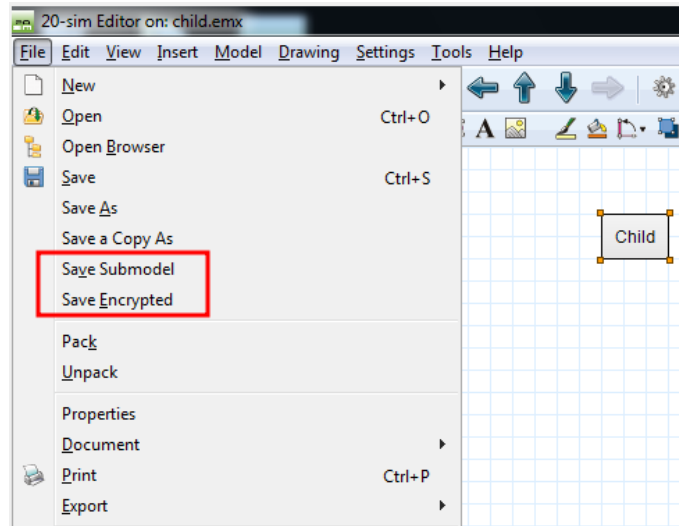 20-sim Editor on: child.emx
File Edit View Insert Model Drawing Settings Tools Help
New
Open Ctrl+O
Open Browser
Save Ctrl+S
Save As
Save a Copy As
Save Submodel
Save Encrypted
Pack
Unpack
Properties
Document
Print Ctrl+P
Export
A
Child